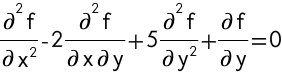 ∂²f/∂x² - 2 ∂²f/∂x∂y + 5 ∂²f/∂y² + ∂f/∂y = 0